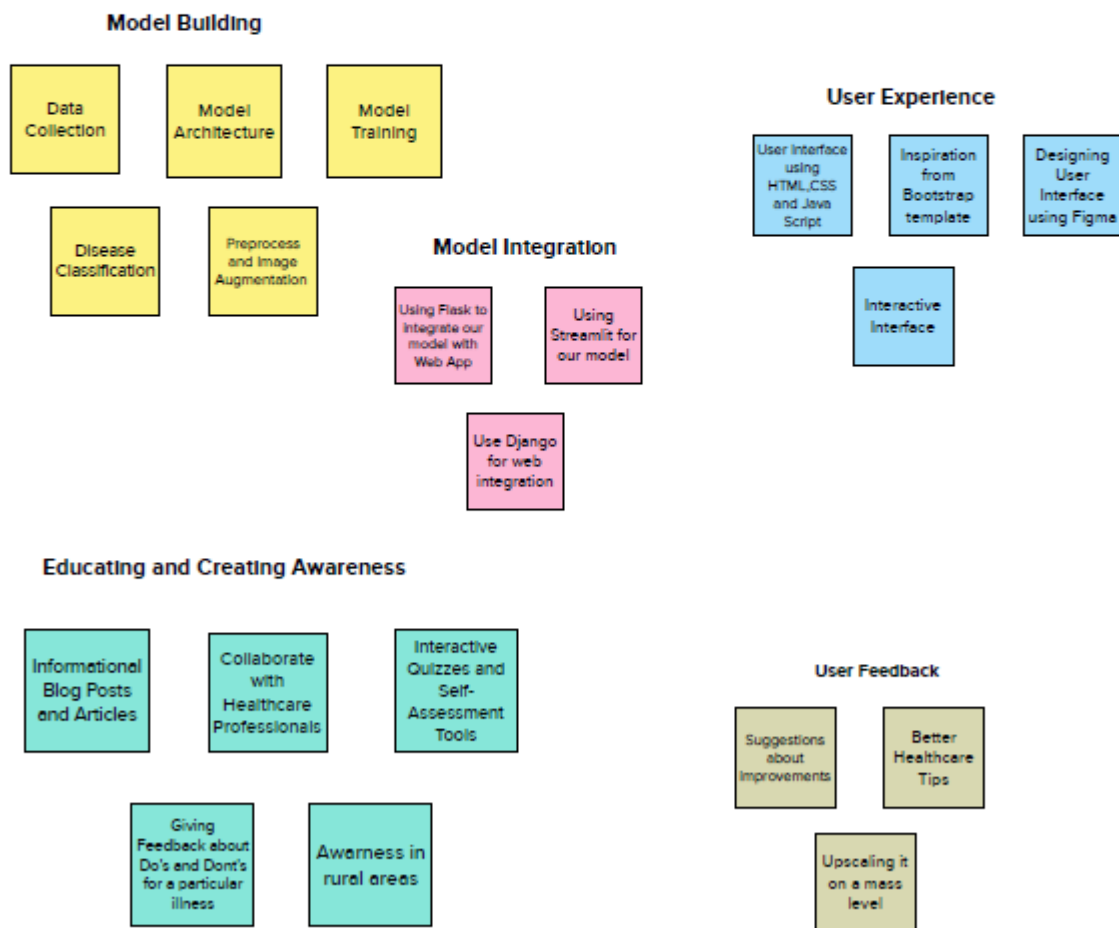 Model Building
Data
Collection
Model
Architecture
Model
Training
Disease
Classification
Preprocess
and Image
Augmentation
User Experience
User Interface
using
HTML,CSS
and Java
Script
Inspiration
from
Bootstrap
template
Designing
User
Interface
using Figma
Interactive
Interface
Model Integration
Using Flask to
integrate our
model with
Web App
Using
Streamlit for
our model
Use Django
for web
integration
Educating and Creating Awareness
Informational
Blog Posts
and Articles
Collaborate
with
Healthcare
Professionals
Interactive
Quizzes and
Self-
Assessment
Tools
Giving
Feedback about
Do's and Dont's
for a particular
illness
Awarness in
rural areas
User Feedback
Suggestions
about
Improvements
Better
Healthcare
Tips
Upscaling it
on a mass
level